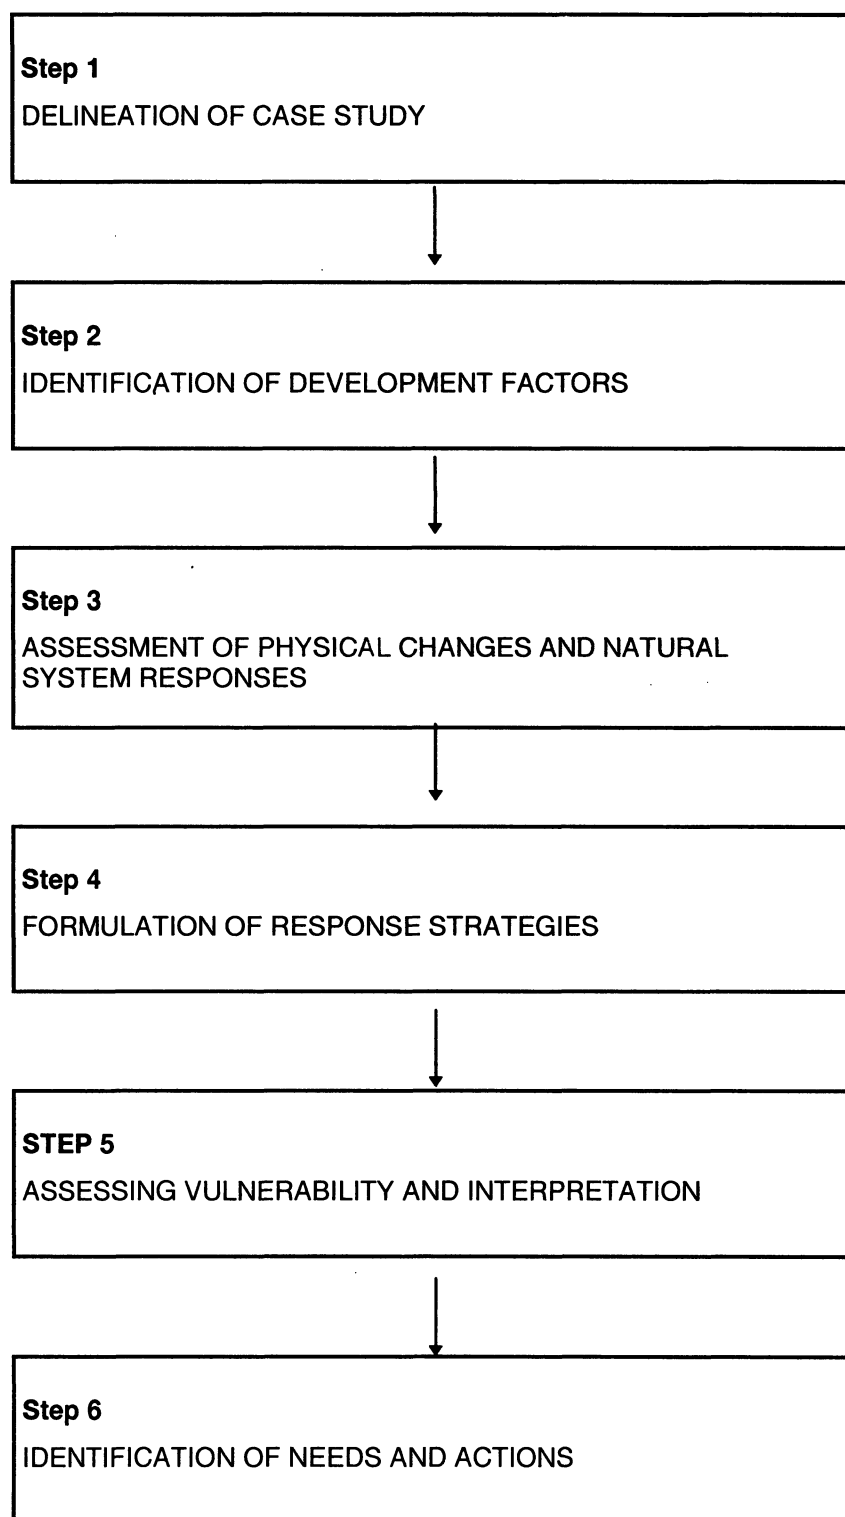 Step 1
DELINEATION OF CASE STUDY
Step 2
IDENTIFICATION OF DEVELOPMENT FACTORS
Step 3
ASSESSMENT OF PHYSICAL CHANGES AND NATURAL
SYSTEM RESPONSES
Step 4
FORMULATION OF RESPONSE STRATEGIES
STEP 5
ASSESSING VULNERABILITY AND INTERPRETATION
Step 6
IDENTIFICATION OF NEEDS AND ACTIONS